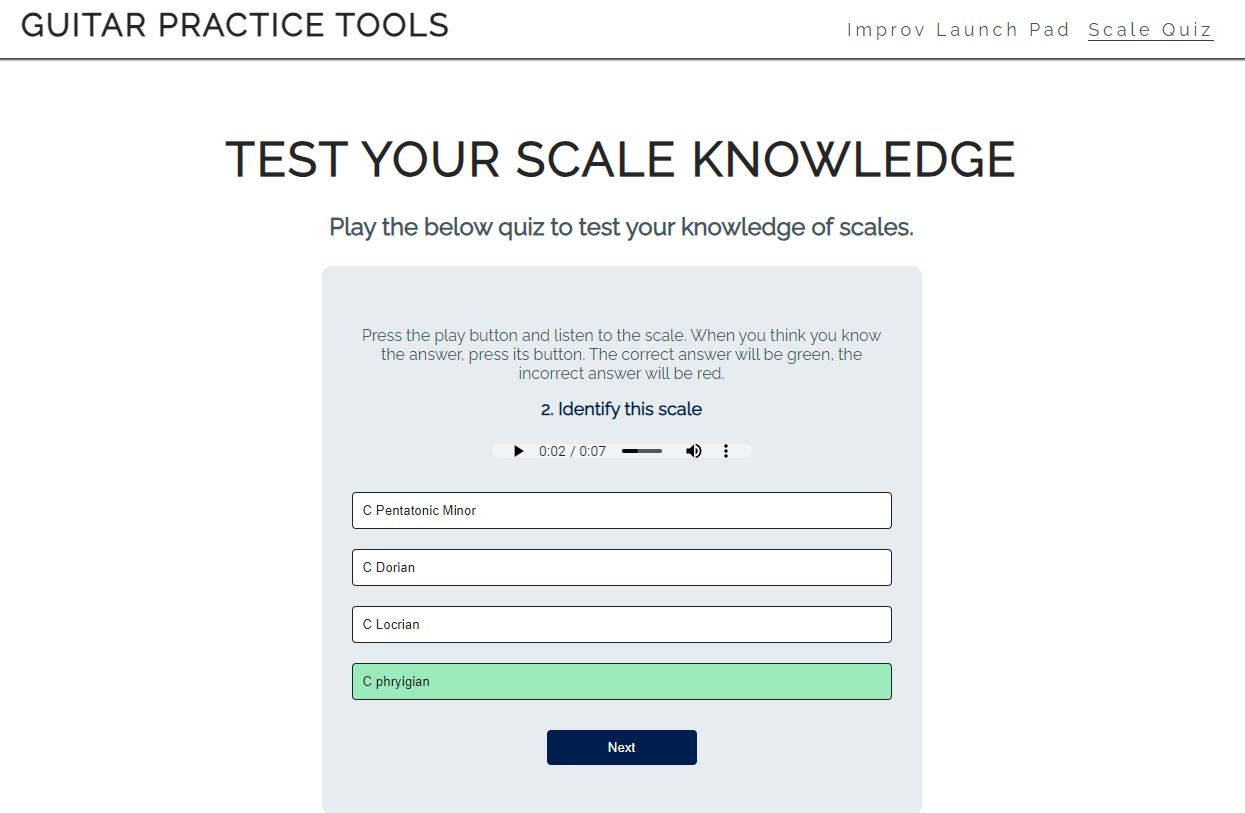 GUITAR PRACTICE TOOLS
Improv Launch Pad Scale Quiz
TEST YOUR SCALE KNOWLEDGE
Play the below quiz to test your knowledge of scales.
Press the play button and listen to the scale. When you think you know
the answer, press its button. The correct answer will be green, the
incorrect answer will be red.
2. Identify this scale
0:02 / 0:07
C Pentatonic Minor
C Dorian
C Locrian
C phryigian
Next